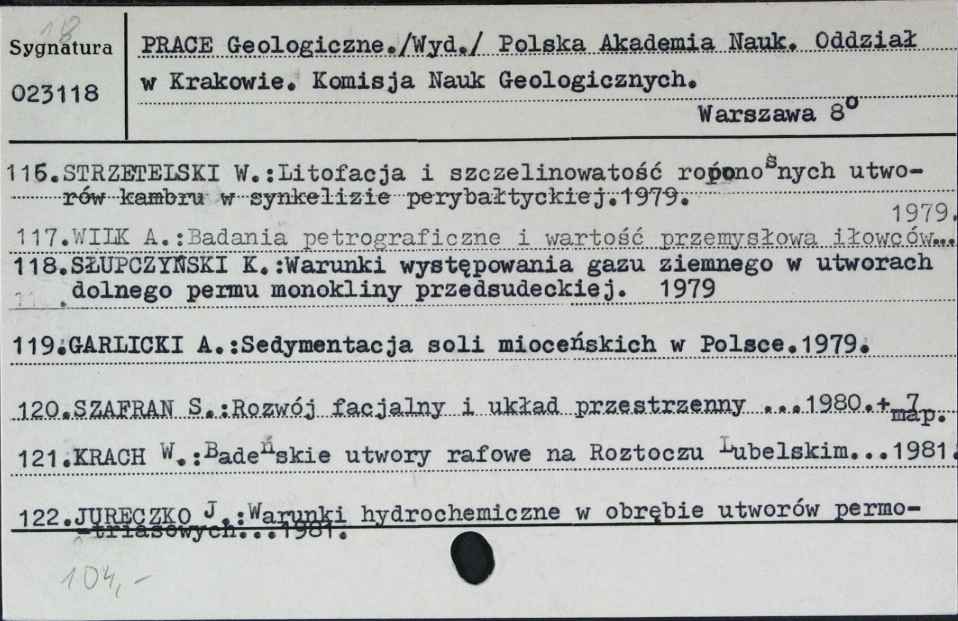 18
Sygnatura
023118
PRACE Geologiczne./Wyd./ Polska Akademia Nauk. Oddział
w Krakowie. Komisja Nauk Geologicznych.
Warszawa 8°
116.STRZETELSKI W.:Litofacja i szczelinowatość roponośnych utwo-
rów kambru w synkelizie perybałtyckiej.1979.
1979.
117.WILK A.:Badania petrograficzne i wartość przemysłowa iłowców...
118.SŁUPCZYŃSKI K.:Warunki występowania gazu ziemnego w utworach
dolnego permu monokliny przedsudeckiej. 1979
119.GARLICKI A.:Sedymentacja soli mioceńskich w Polsce.1979.
120.SZAFRAN S.:Rozwój facjalny i układ przestrzenny ...1980.+ 7
map.
121.KRACH W.:Badeńskie utwory rafowe na Roztoczu Lubelskim...1981.
122.JURECZKO J.:Warunki hydrochemiczne w obrębie utworów permo-
-triasowych...1981.
104,-